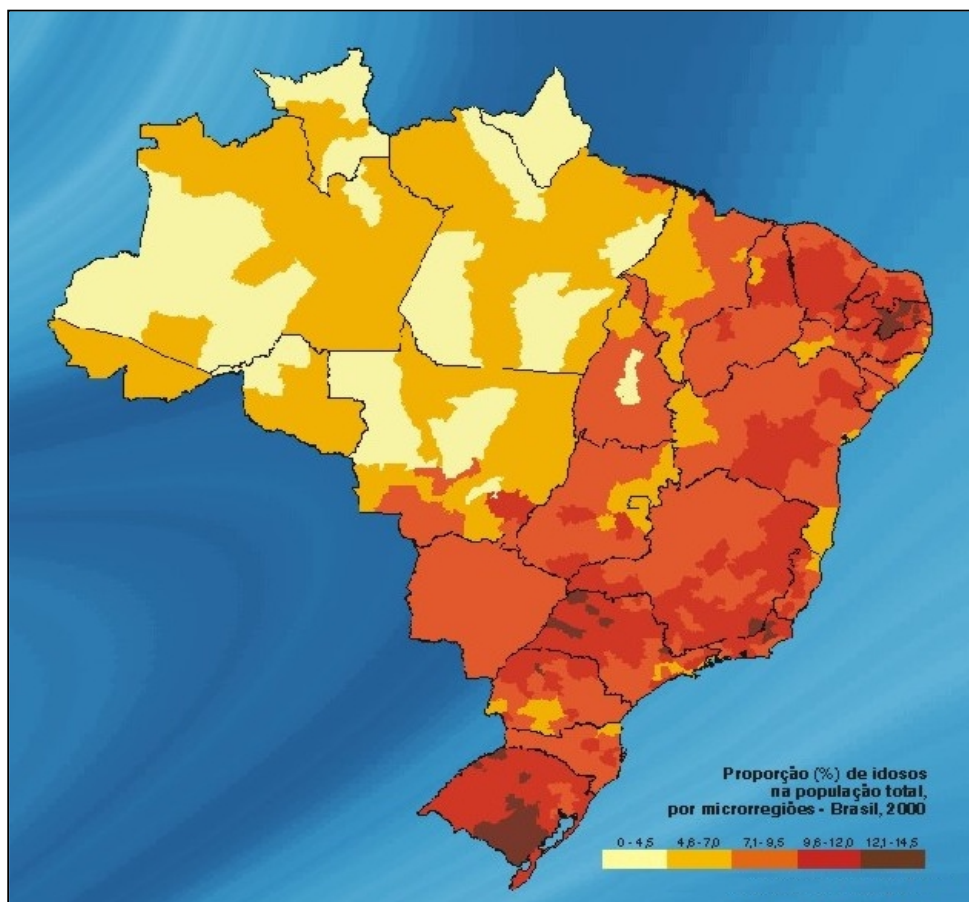 Proporção (%) de idosos
na população total,
por microrregiões - Brasil, 2000
0 - 4,5 4,6 - 7,0 7,1 - 9,5 9,6 - 12,0 12,1 - 14,5